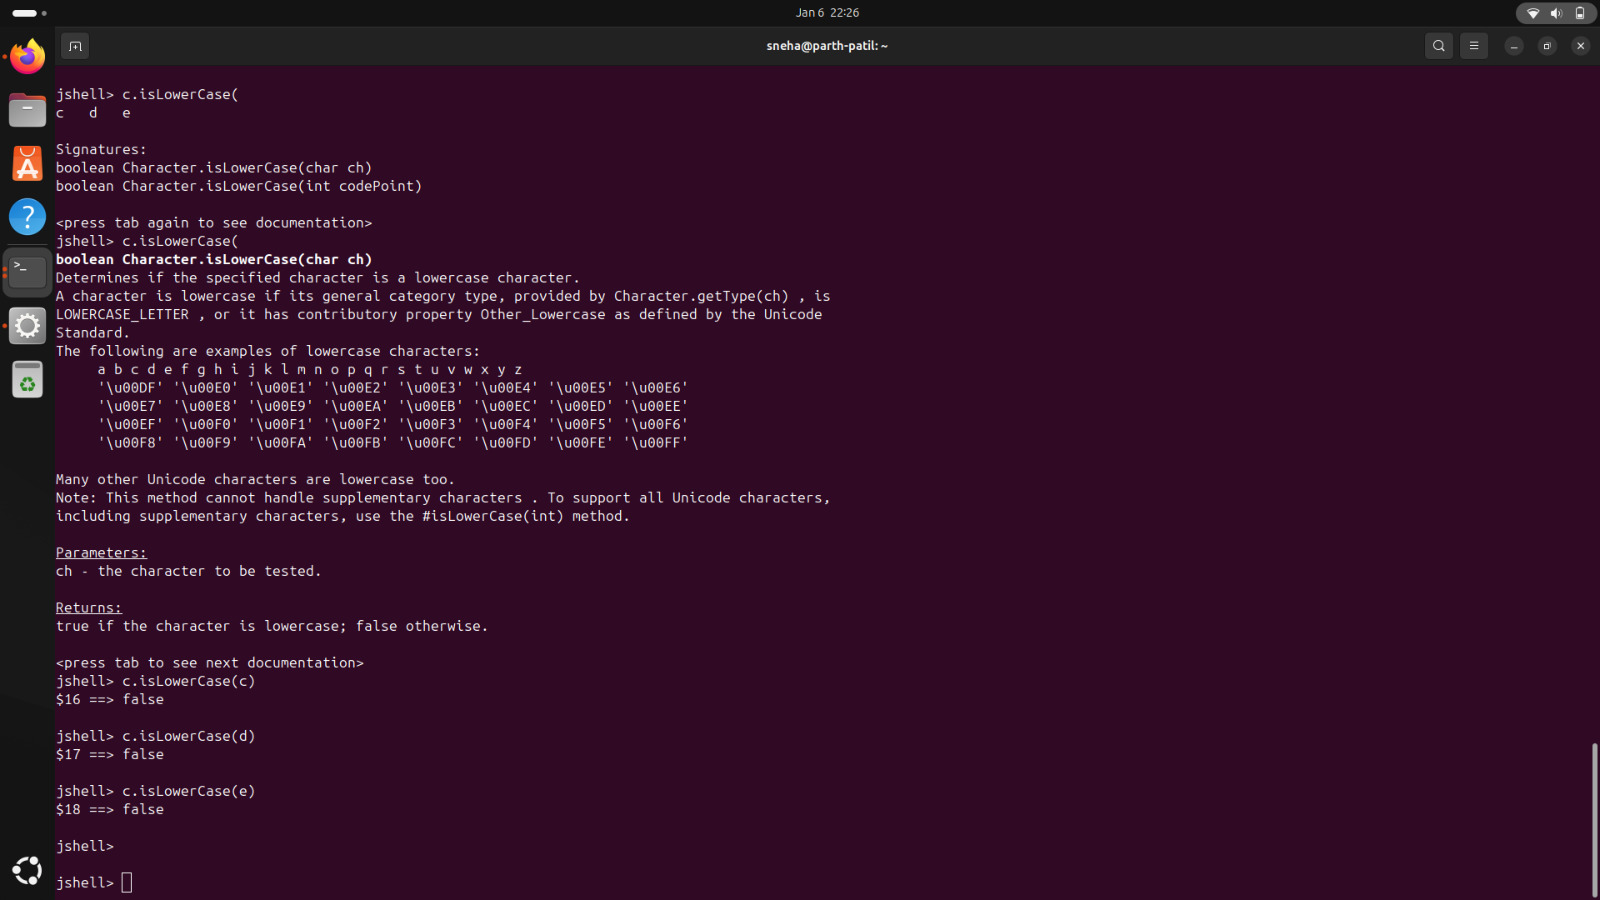 Jan 6 22:26
sneha@parth-patil: ~
jshell> c.isLowerCase(
c   d   e
Signatures:
boolean Character.isLowerCase(char ch)
boolean Character.isLowerCase(int codePoint)
<press tab again to see documentation>
jshell> c.isLowerCase(
boolean Character.isLowerCase(char ch)
Determines if the specified character is a lowercase character.
A character is lowercase if its general category type, provided by Character.getType(ch) , is
LOWERCASE_LETTER , or it has contributory property Other_Lowercase as defined by the Unicode
Standard.
The following are examples of lowercase characters:
     a b c d e f g h i j k l m n o p q r s t u v w x y z
     '\u00DF' '\u00E0' '\u00E1' '\u00E2' '\u00E3' '\u00E4' '\u00E5' '\u00E6'
     '\u00E7' '\u00E8' '\u00E9' '\u00EA' '\u00EB' '\u00EC' '\u00ED' '\u00EE'
     '\u00EF' '\u00F0' '\u00F1' '\u00F2' '\u00F3' '\u00F4' '\u00F5' '\u00F6'
     '\u00F8' '\u00F9' '\u00FA' '\u00FB' '\u00FC' '\u00FD' '\u00FE' '\u00FF'
Many other Unicode characters are lowercase too.
Note: This method cannot handle supplementary characters . To support all Unicode characters,
including supplementary characters, use the #isLowerCase(int) method.
Parameters:
ch - the character to be tested.
Returns:
true if the character is lowercase; false otherwise.
<press tab to see next documentation>
jshell> c.isLowerCase(c)
$16 ==> false
jshell> c.isLowerCase(d)
$17 ==> false
jshell> c.isLowerCase(e)
$18 ==> false
jshell>
jshell>